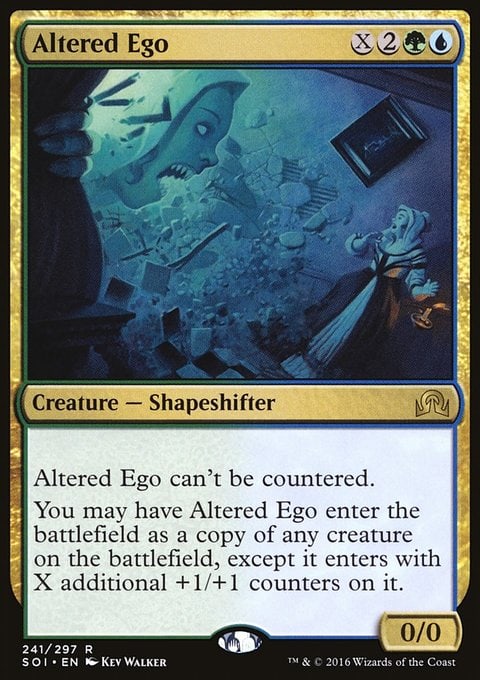 Altered Ego X2
Creature — Shapeshifter
Altered Ego can't be countered.
You may have Altered Ego enter the
battlefield as a copy of any creature
on the battlefield, except it enters with
X additional +1/+1 counters on it.
0/0
241/297 R
SOI • EN Kev Walker
™ & © 2016 Wizards of the Coast